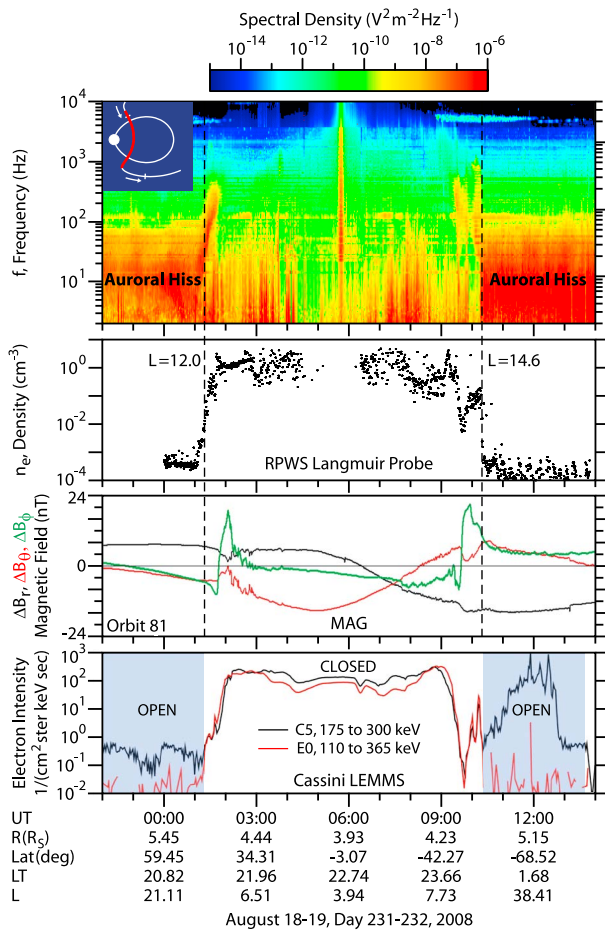 Spectral Density (V²m⁻²Hz⁻¹)
10⁻¹⁴ 10⁻¹² 10⁻¹⁰ 10⁻⁸ 10⁻⁶
f, Frequency (Hz)
10⁴
10³
10²
10¹
Auroral Hiss
Auroral Hiss
nₑ, Density (cm⁻³)
10⁰
10⁻²
10⁻⁴
L=12.0
L=14.6
RPWS Langmuir Probe
ΔBᵣ, ΔB_θ, ΔB_ϕ
Magnetic Field (nT)
24
0
-24
Orbit 81
MAG
Electron Intensity
1/(cm² ster keV sec)
10³
10²
10¹
10⁰
10⁻¹
10⁻²
OPEN
CLOSED
OPEN
C5, 175 to 300 keV
E0, 110 to 365 keV
Cassini LEMMS
UT 00:00 03:00 06:00 09:00 12:00
R(R_S) 5.45 4.44 3.93 4.23 5.15
Lat(deg) 59.45 34.31 -3.07 -42.27 -68.52
LT 20.82 21.96 22.74 23.66 1.68
L 21.11 6.51 3.94 7.73 38.41
August 18-19, Day 231-232, 2008